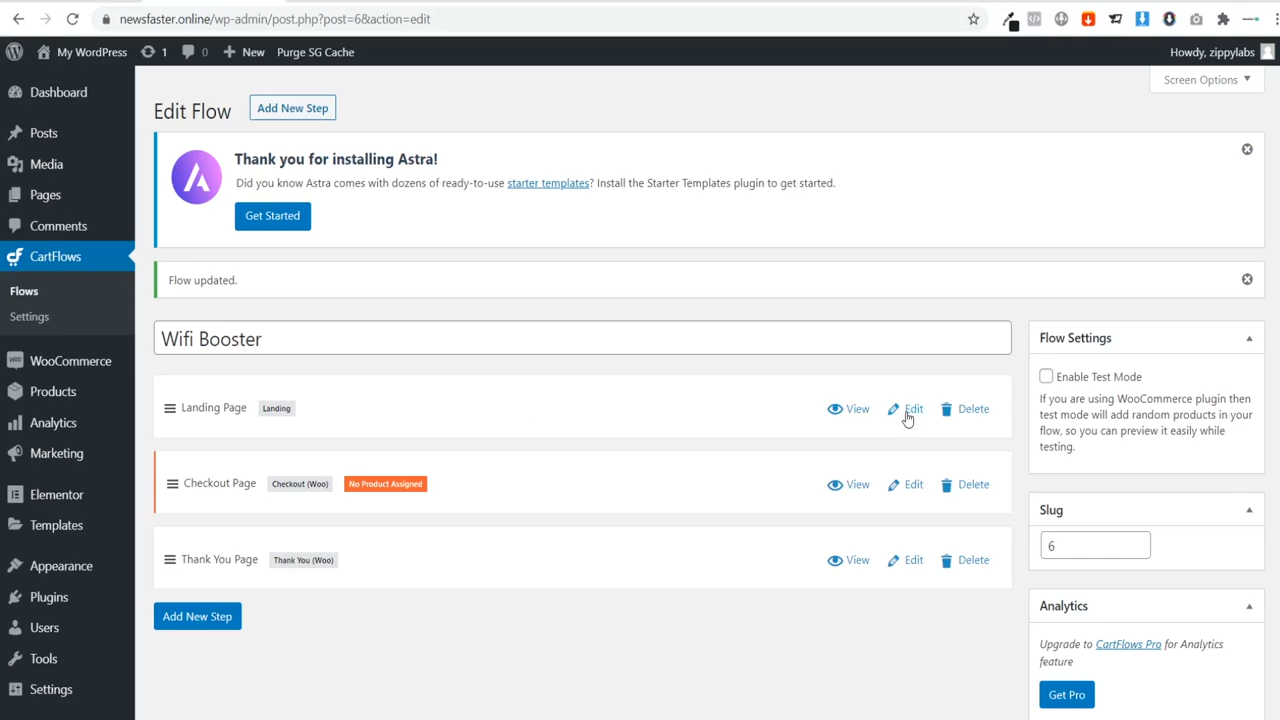 newsfaster.online/wp-admin/post.php?post=6&action=edit
My WordPress
1
0
New
Purge SG Cache
Howdy, zippylabs
Dashboard
Posts
Media
Pages
Comments
CartFlows
Flows
Settings
WooCommerce
Products
Analytics
Marketing
Elementor
Templates
Appearance
Plugins
Users
Tools
Settings
Screen Options
Edit Flow
Add New Step
Thank you for installing Astra!
Did you know Astra comes with dozens of ready-to-use starter templates? Install the Starter Templates plugin to get started.
Get Started
Flow updated.
Wifi Booster
Landing Page Landing View Edit Delete
Checkout Page Checkout (Woo) No Product Assigned View Edit Delete
Thank You Page Thank You (Woo) View Edit Delete
Add New Step
Flow Settings
Enable Test Mode
If you are using WooCommerce plugin then
test mode will add random products in your
flow, so you can preview it easily while
testing.
Slug
6
Analytics
Upgrade to CartFlows Pro for Analytics
feature
Get Pro